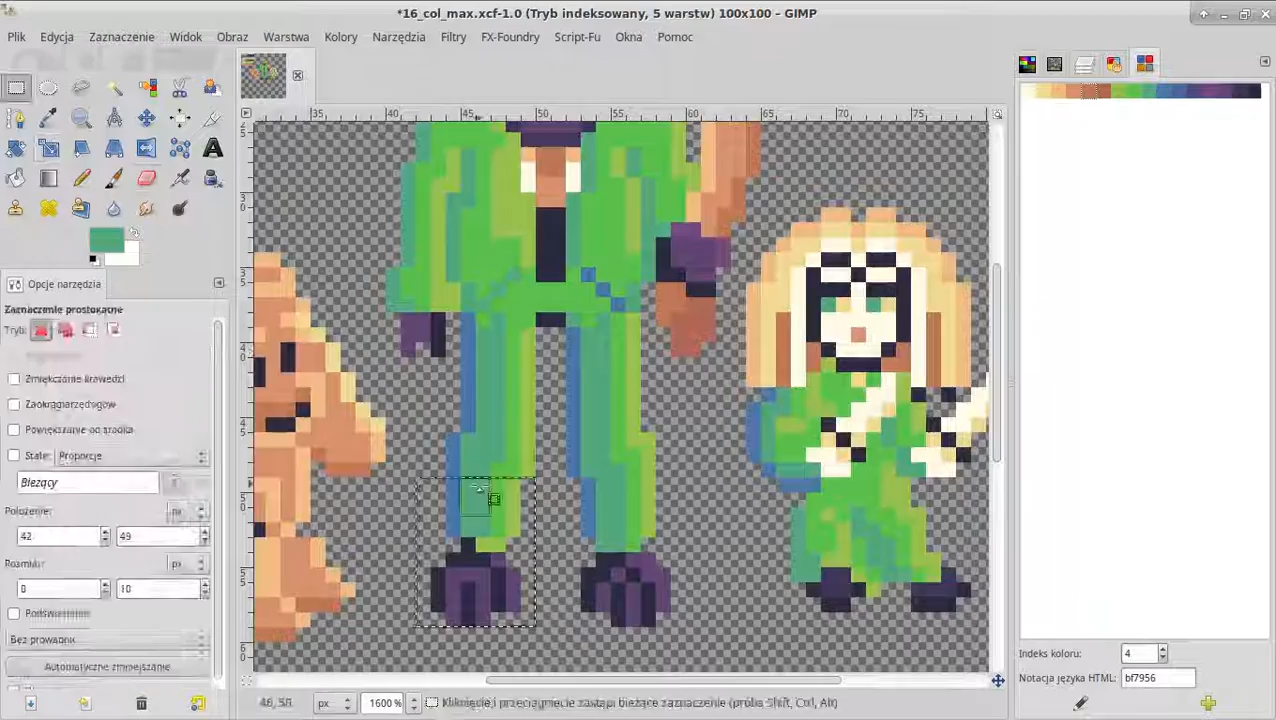 *16_col_max.xcf-1.0 (Tryb indeksowany, 5 warstw) 100x100 – GIMP
Plik Edycja Zaznaczenie Widok Obraz Warstwa Kolory Narzędzia Filtry FX-Foundry Script-Fu Okna Pomoc
35 40 45 50 55 60 65 70 75
Opcje narzędzia
Zaznaczenie prostokątne
Tryb:
Zmiękczanie krawędzi
Zaokrąglanie rogów
Powiększanie od środka
Stałe: Proporcje
Bieżący
Położenie: px
42 49
Rozmiar: px
8 10
Podświetlenie
Bez prowadnic
Automatyczne zmniejszanie
px 1600 % Kliknięcie i przeciągnięcie zastąpi bieżące zaznaczenie (próba Shift, Ctrl, Alt)
Indeks koloru: 4
Notacja języka HTML: bf7956